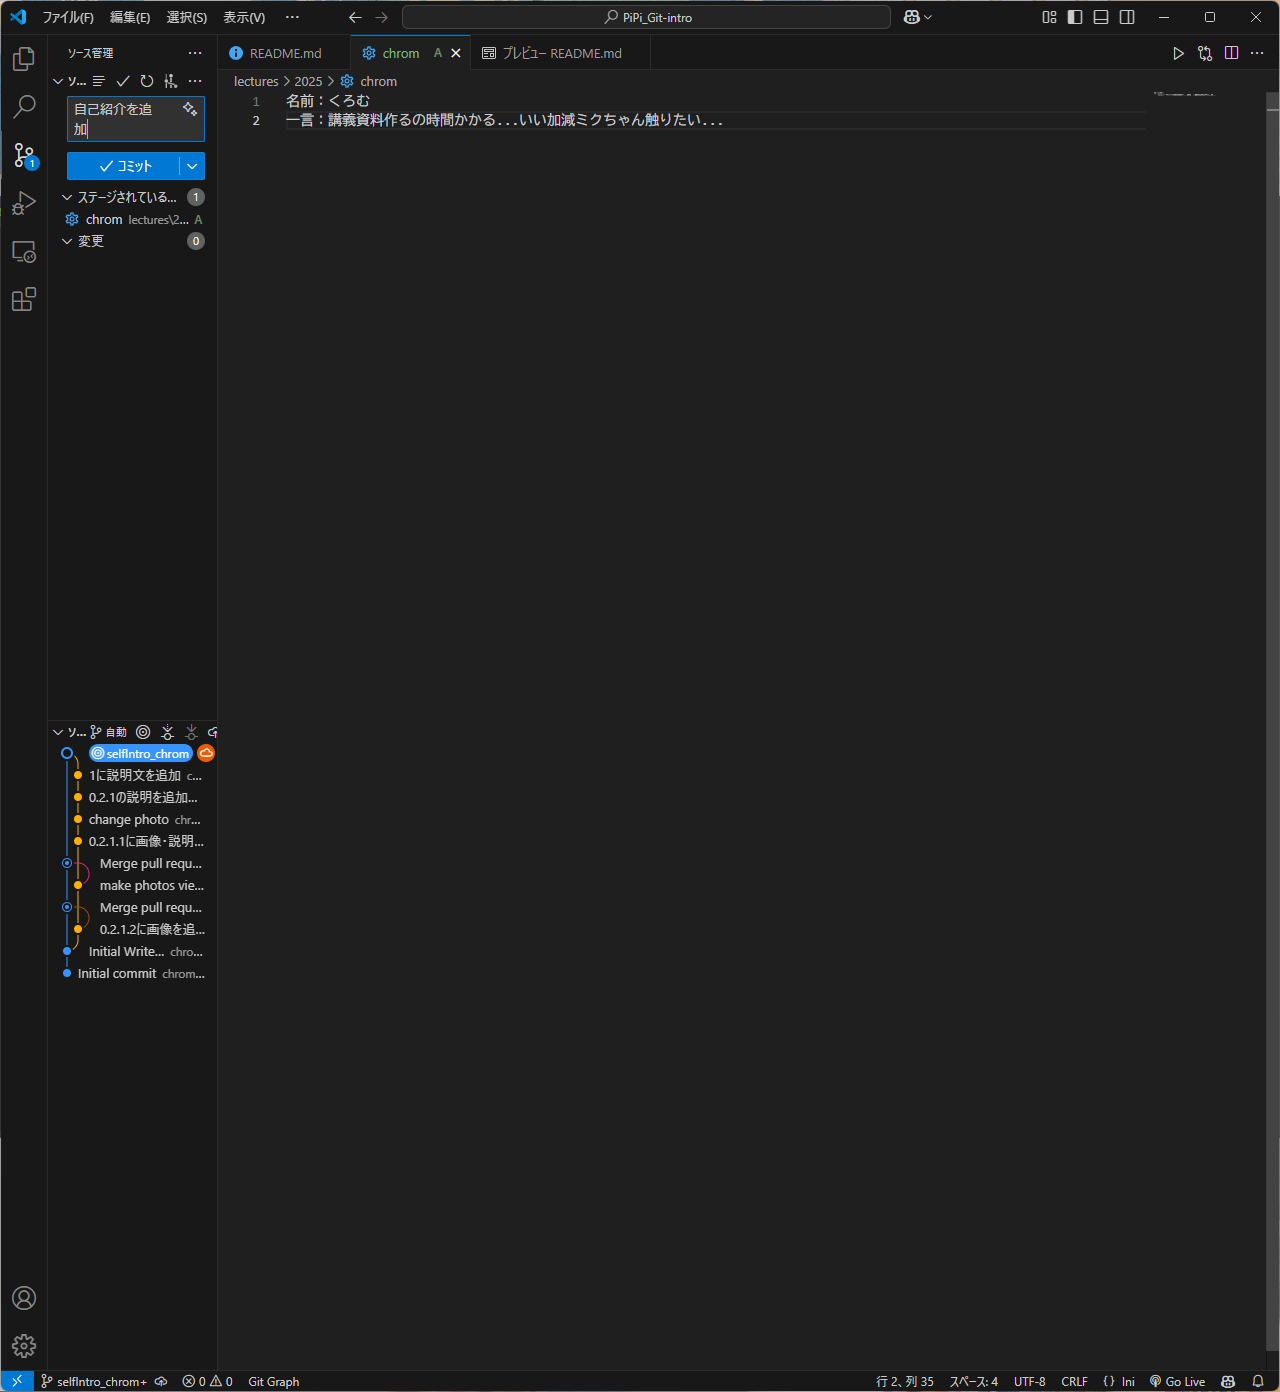 ファイル(F) 編集(E) 選択(S) 表示(V) ··· PiPi_Git-intro
ソース管理 ···
README.md
chrom A
プレビュー README.md
ソ... ···
lectures > 2025 > chrom
自己紹介を追
加
コミット
ステージされている... 1
chrom lectures\2... A
変更 0
1 名前：くろむ
2 一言：講義資料作るの時間かかる...いい加減ミクちゃん触りたい...
1
ソ... 自動
selfIntro_chrom
1に説明文を追加 c...
0.2.1の説明を追加...
change photo chr...
0.2.1.1に画像・説明...
Merge pull requ...
make photos vie...
Merge pull requ...
0.2.1.2に画像を追...
Initial Write... chro...
Initial commit chrom...
selfIntro_chrom+ 0 0 Git Graph 行 2、列 35 スペース: 4 UTF-8 CRLF {} Ini Go Live